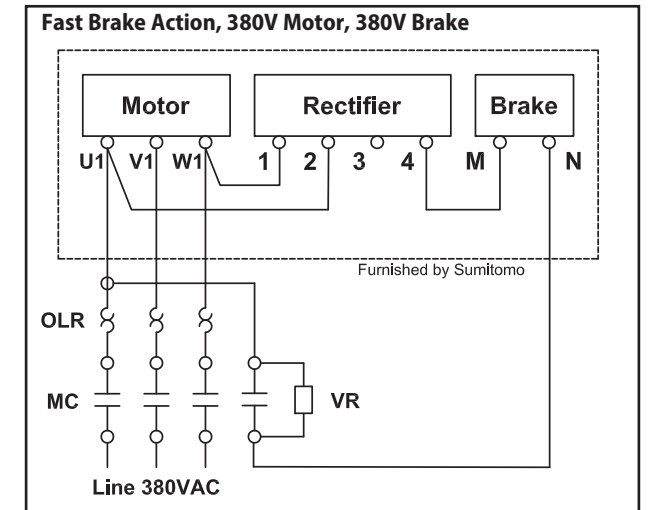 Fast Brake Action, 380V Motor, 380V Brake
Motor Rectifier Brake
U1 V1 W1 1 2 3 4 M N
Furnished by Sumitomo
OLR
MC VR
Line 380VAC